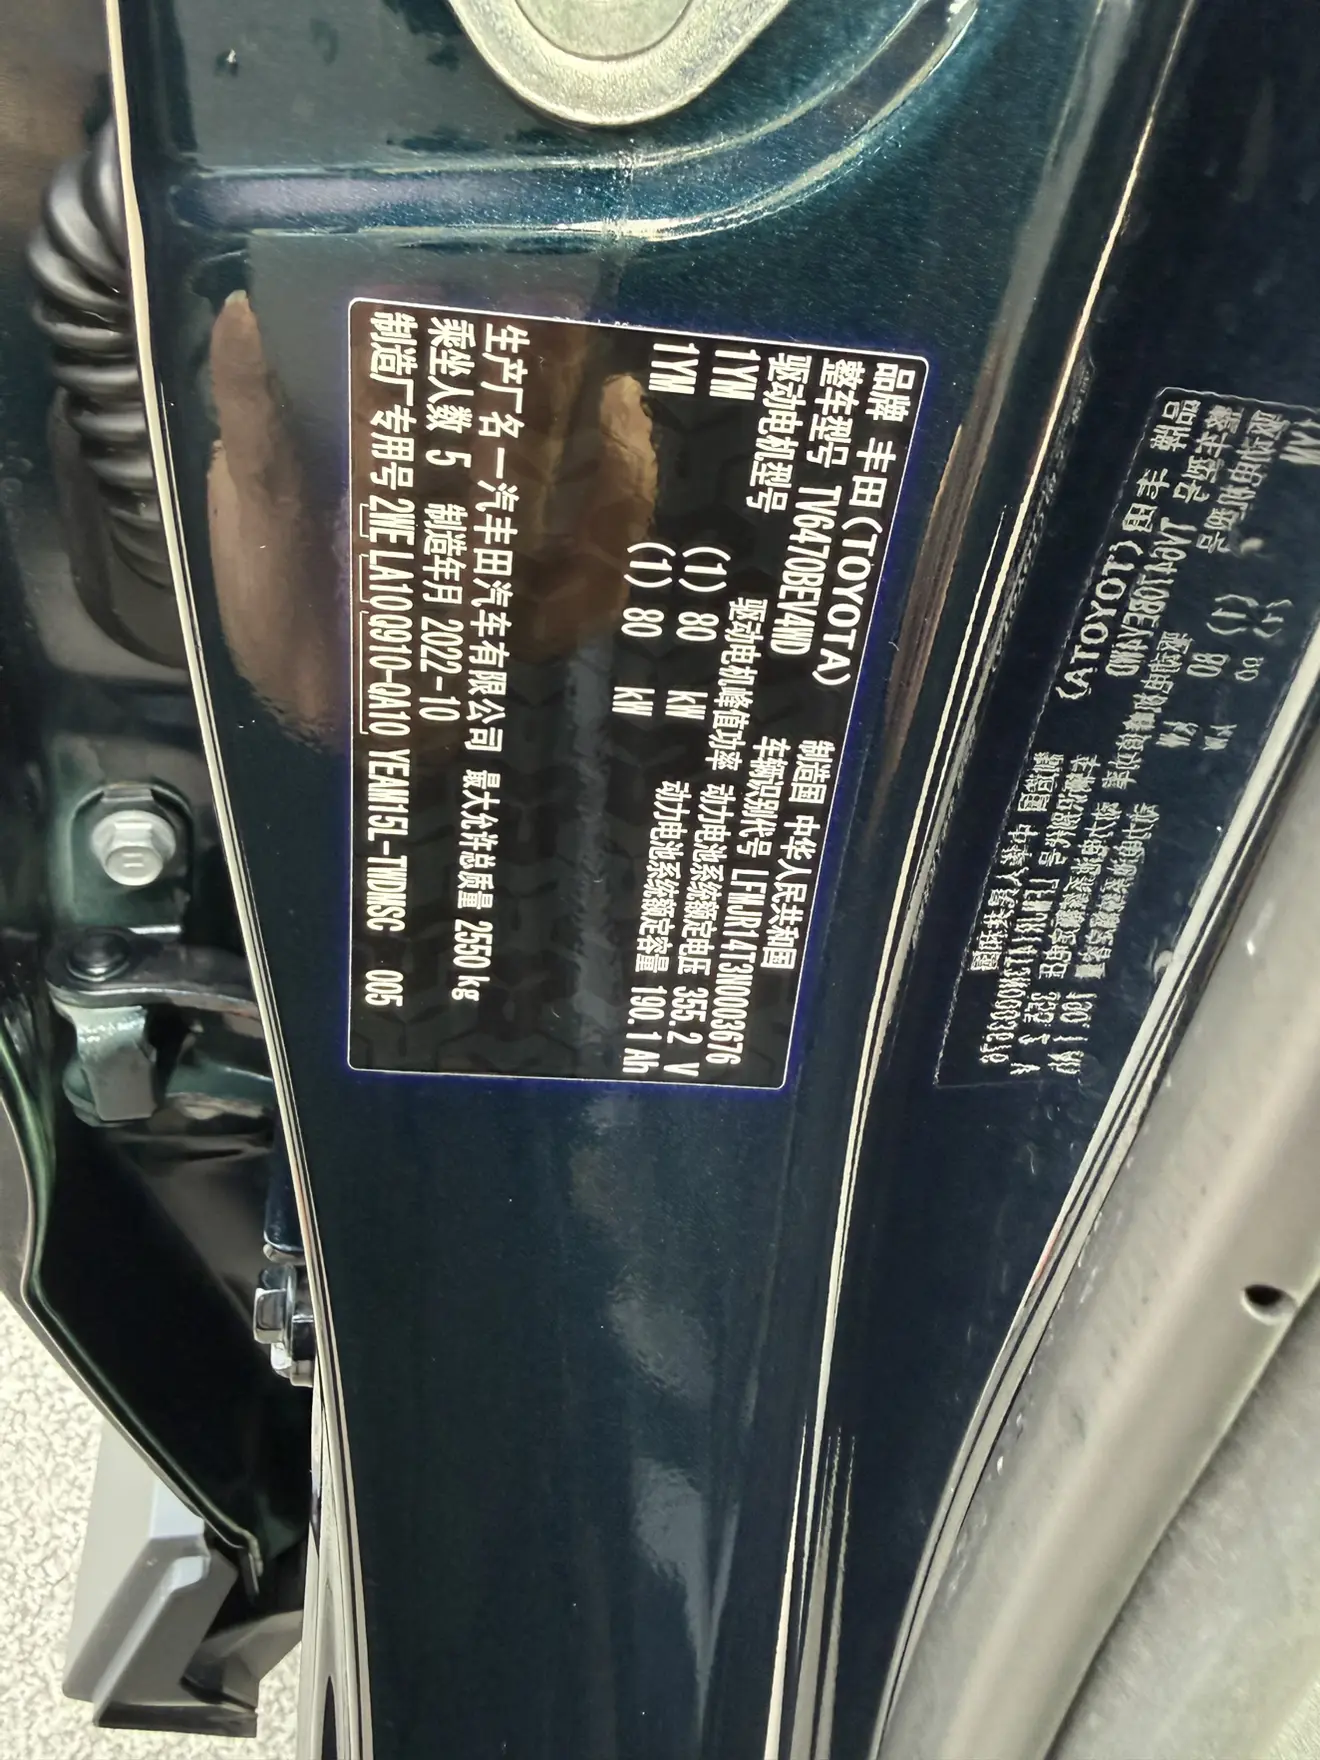 品牌 丰田(TOYOTA) 制造国 中华人民共和国
整车型号 TV6470BEV4WD 车辆识别代号 LFMJR14T3N0003676
驱动电机型号 驱动电机峰值功率 动力电池系统额定电压 355.2 V
1YM (1) 80 kW 动力电池系统额定容量 190.1 Ah
1YM (1) 80 kW
生产厂名 一汽丰田汽车有限公司 最大允许总质量 2550 kg
乘坐人数 5 制造年月 2022-10
制造厂专用号 2WE LA10Q910-QA10 YEAM15L-TWDMSC 005